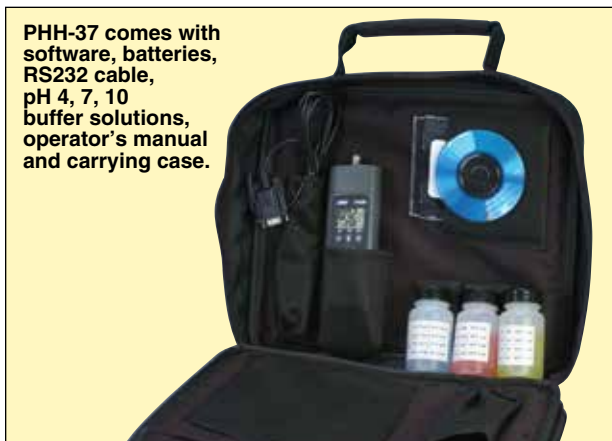 PHH-37 comes with
software, batteries,
RS232 cable,
pH 4, 7, 10
buffer solutions,
operator's manual
and carrying case.